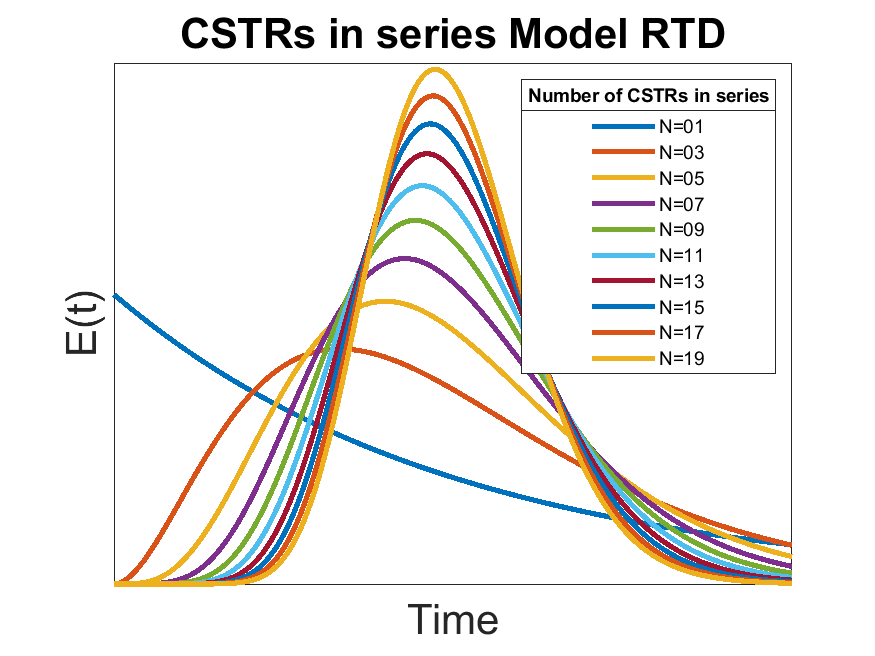 CSTRs in series Model RTD
Number of CSTRs in series
N=01
N=03
N=05
N=07
N=09
N=11
N=13
N=15
N=17
N=19
E(t)
Time